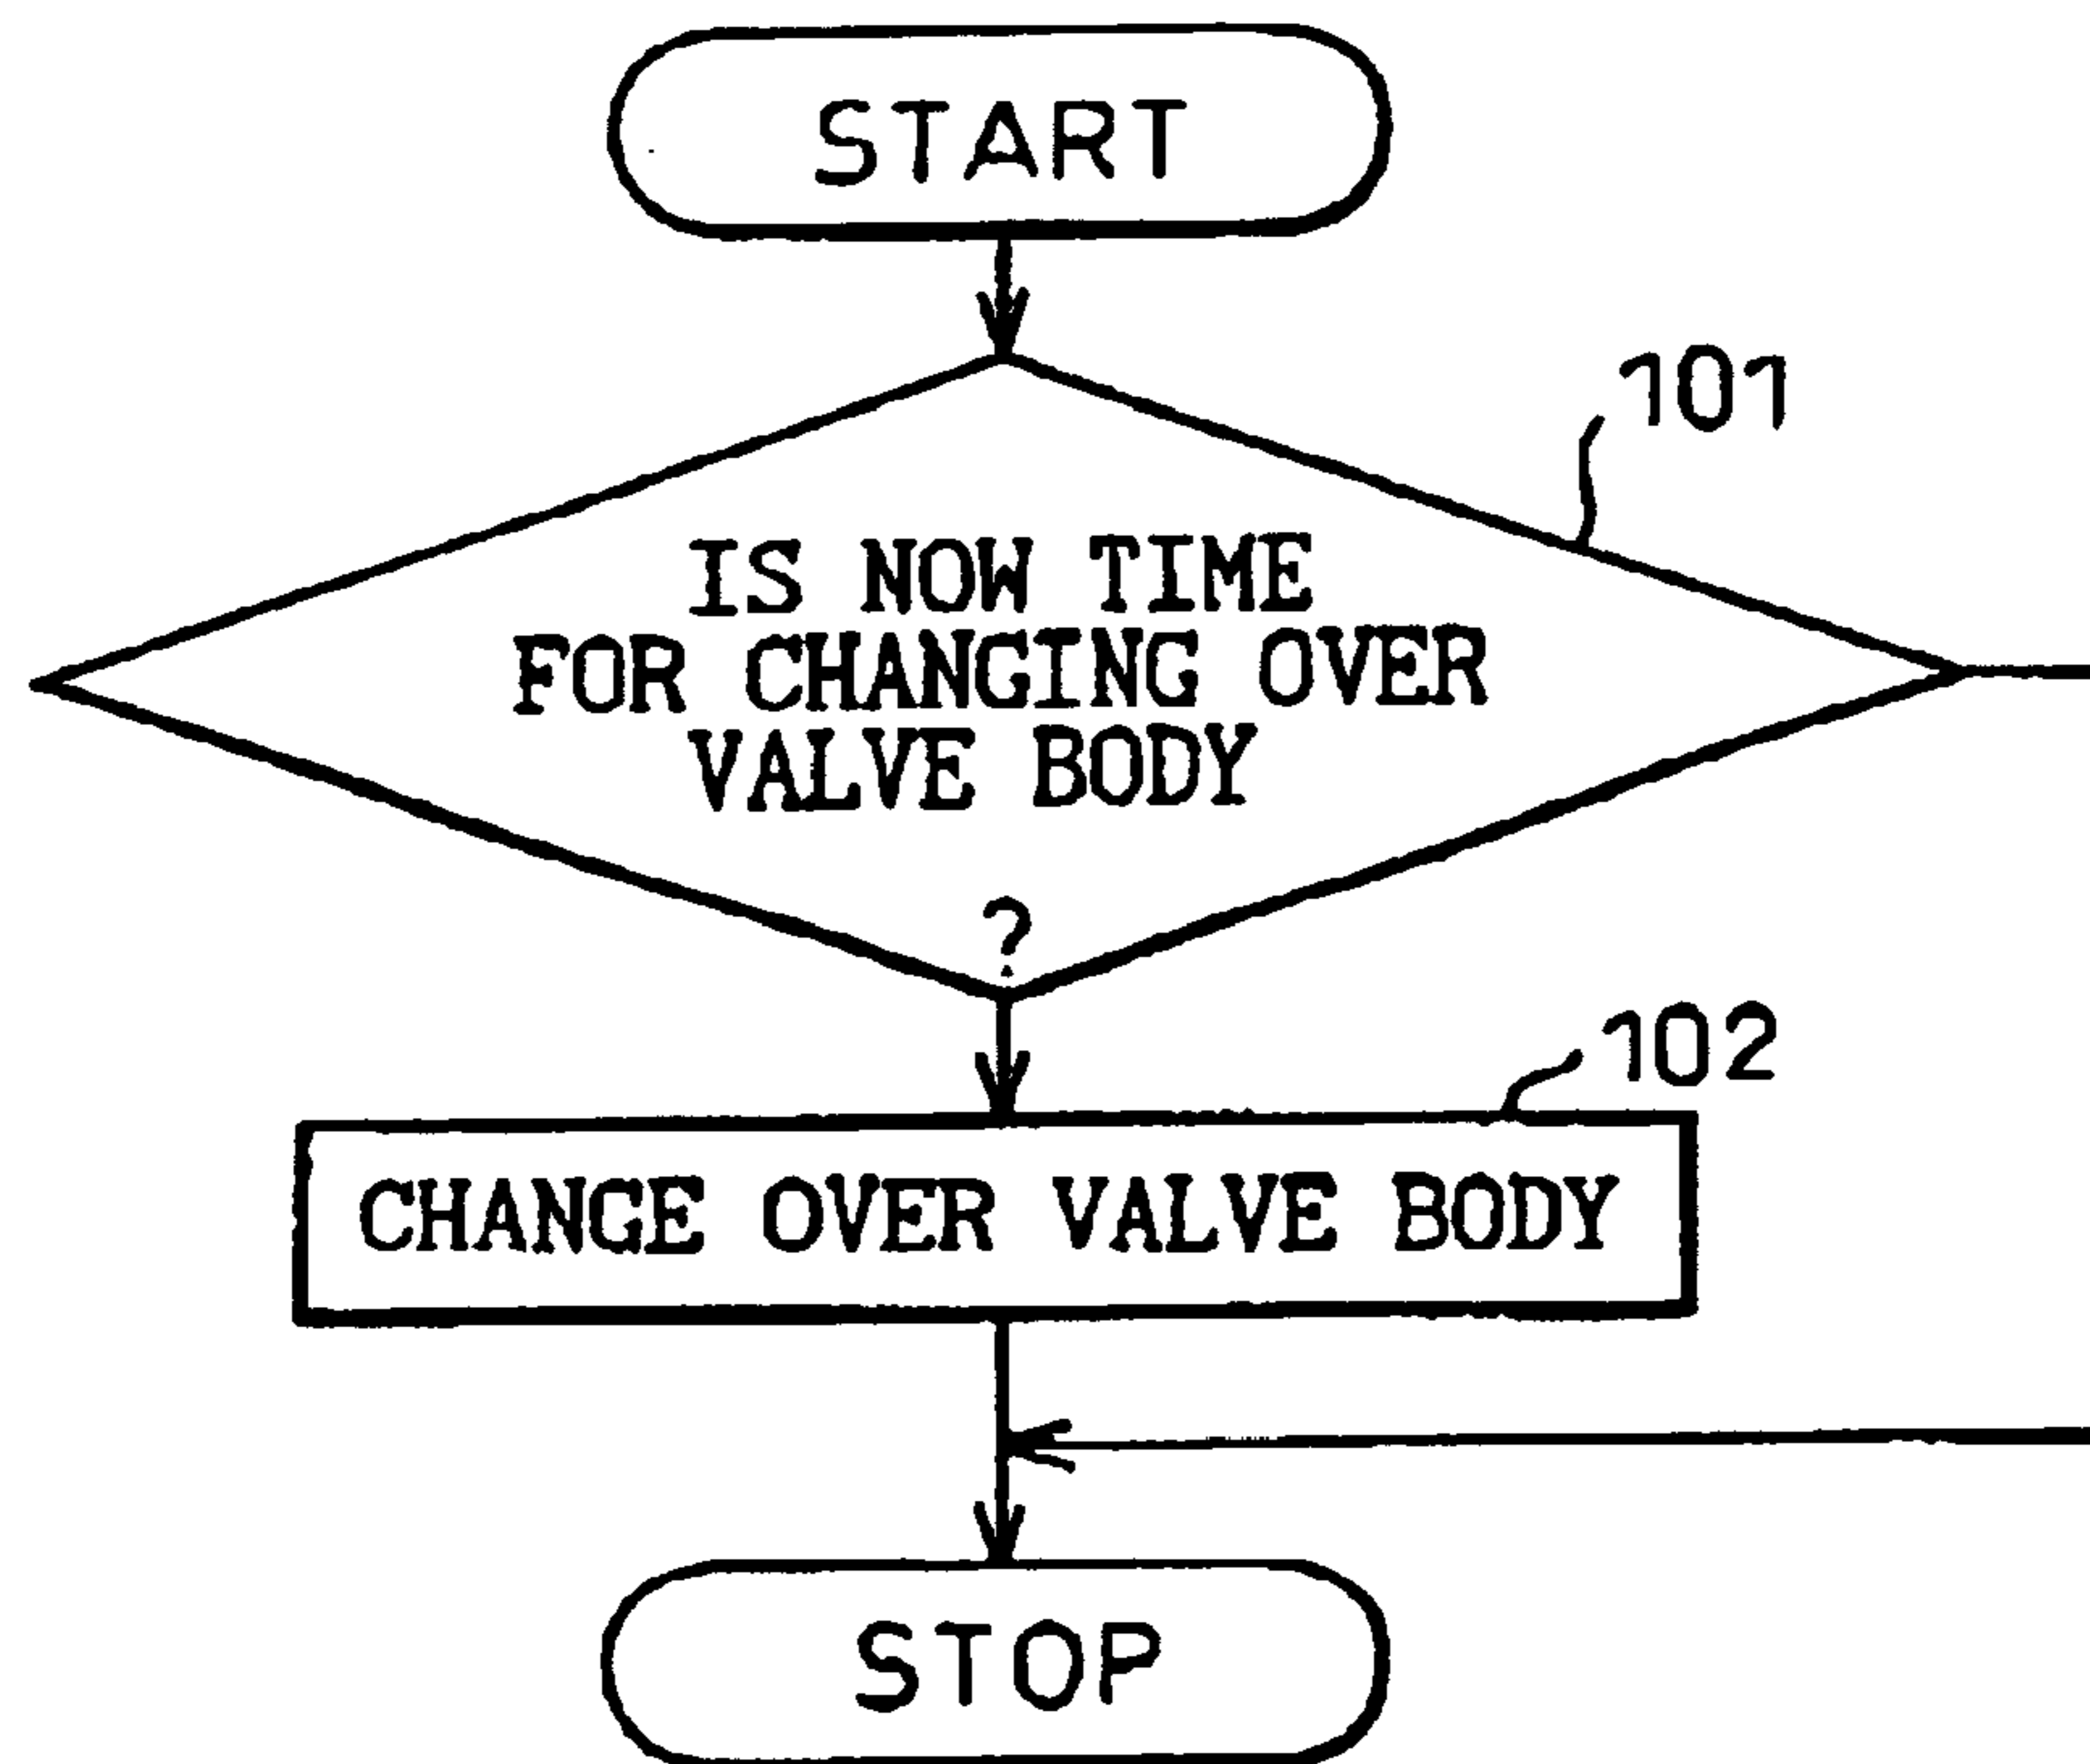 START
101
IS NOW TIME
FOR CHANGING OVER
VALVE BODY
?
102
CHANGE OVER VALVE BODY
STOP